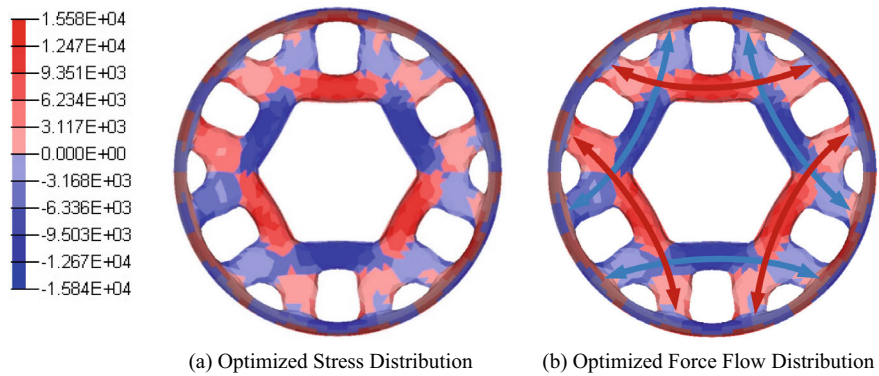 1.558E+04
1.247E+04
9.351E+03
6.234E+03
3.117E+03
0.000E+00
-3.168E+03
-6.336E+03
-9.503E+03
-1.267E+04
-1.584E+04
(a) Optimized Stress Distribution
(b) Optimized Force Flow Distribution